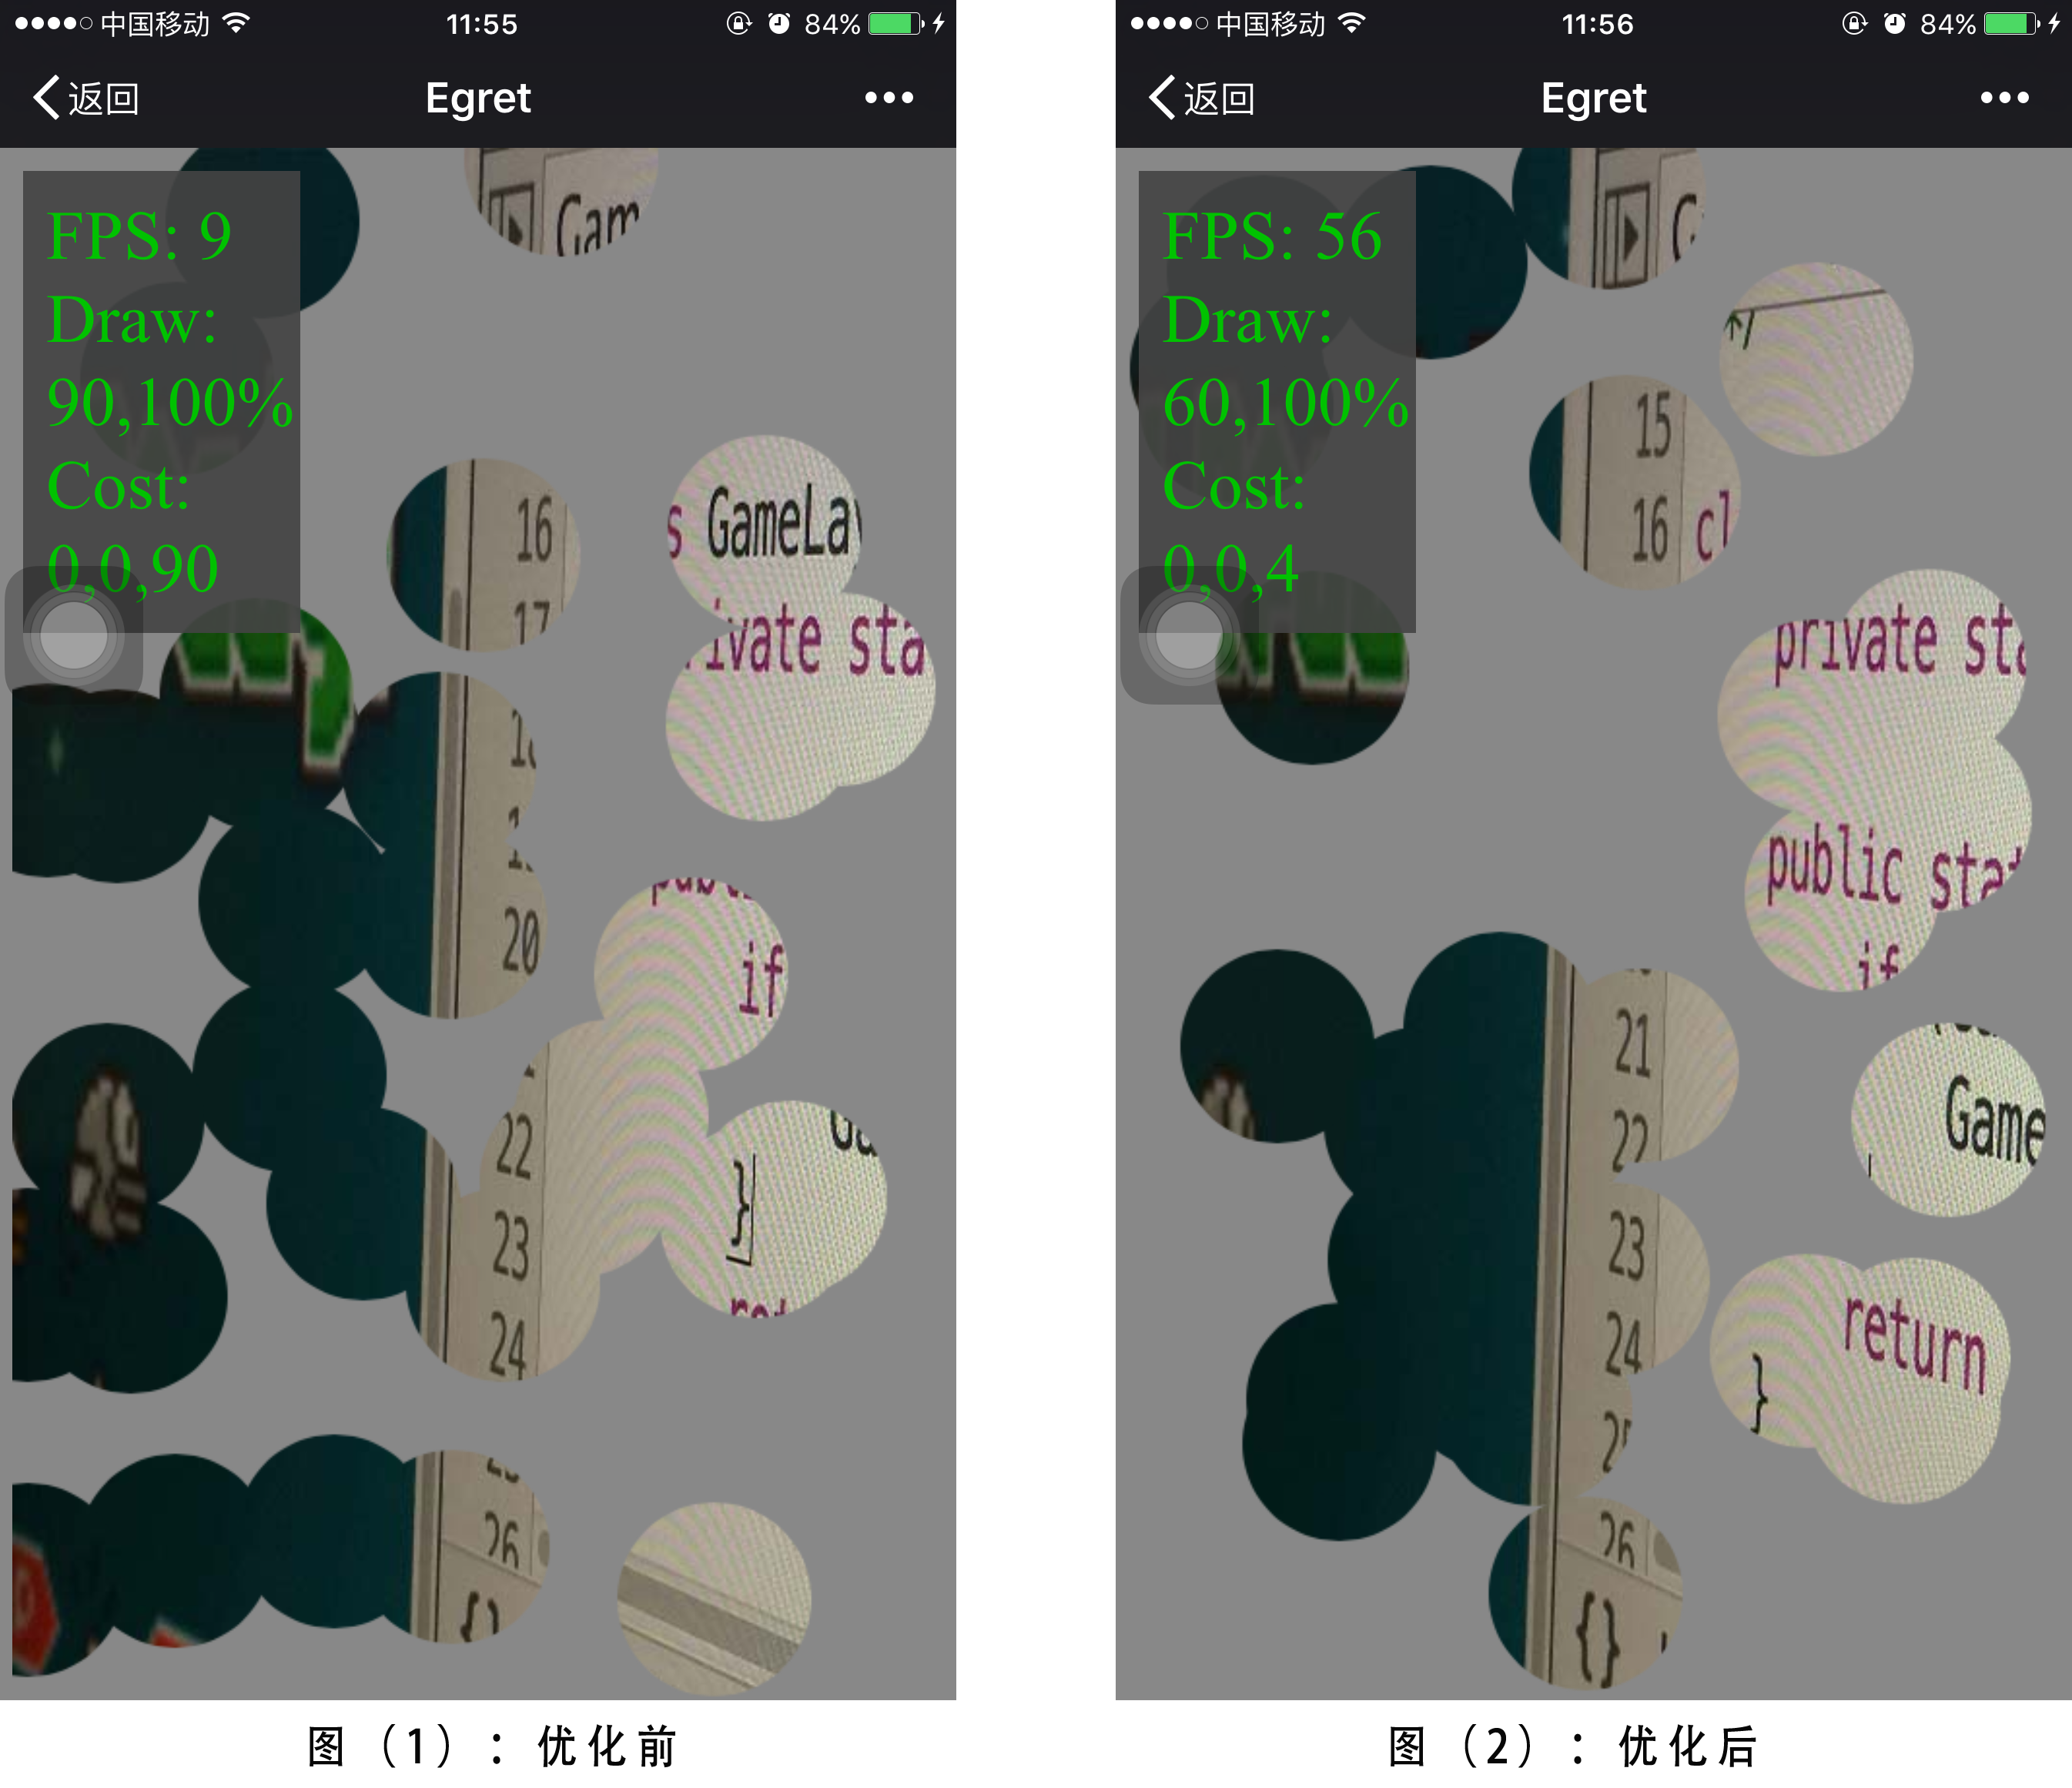 中国移动 11:55 84%
返回 Egret
FPS: 9
Draw:
90,100%
Cost:
0,0,90
Gam
16
17
s GameLay
ivate sta
20
if
22
}
23
24
26
{}
图（1）：优化前
中国移动 11:56 84%
返回 Egret
FPS: 56
Draw:
60,100%
Cost:
0,0,4
15
16 cl
private sta
public stat
if
21
22
Game
23
24
return
}
25
26
{}
图（2）：优化后